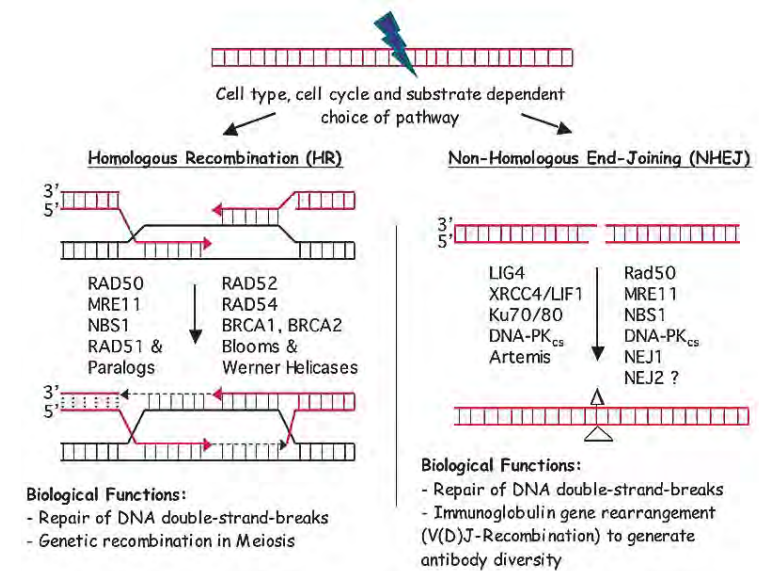 Cell type, cell cycle and substrate dependent
choice of pathway
Homologous Recombination (HR)
3'
5'
RAD50
MRE11
NBS1
RAD51 &
Paralogs
RAD52
RAD54
BRCA1, BRCA2
Blooms &
Werner Helicases
3'
5'
Biological Functions:
- Repair of DNA double-strand-breaks
- Genetic recombination in Meiosis
Non-Homologous End-Joining (NHEJ)
3'
5'
LIG4
XRCC4/LIF1
Ku70/80
DNA-PKcs
Artemis
Rad50
MRE11
NBS1
DNA-PKcs
NEJ1
NEJ2 ?
Δ
Biological Functions:
- Repair of DNA double-strand-breaks
- Immunoglobulin gene rearrangement
(V(D)J-Recombination) to generate
antibody diversity